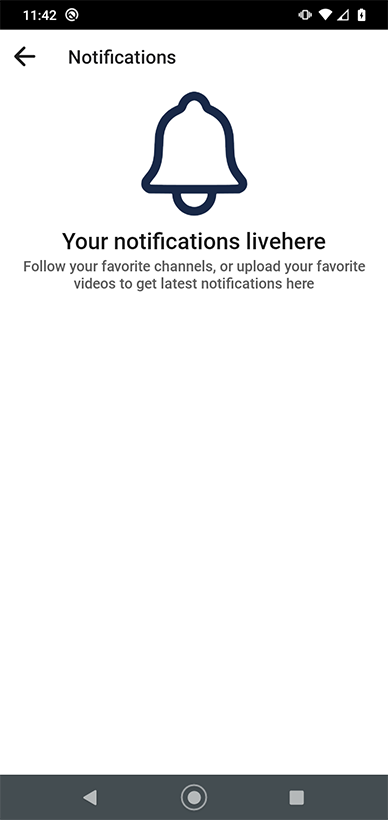 11:42
Notifications
Your notifications livehere
Follow your favorite channels, or upload your favorite
videos to get latest notifications here